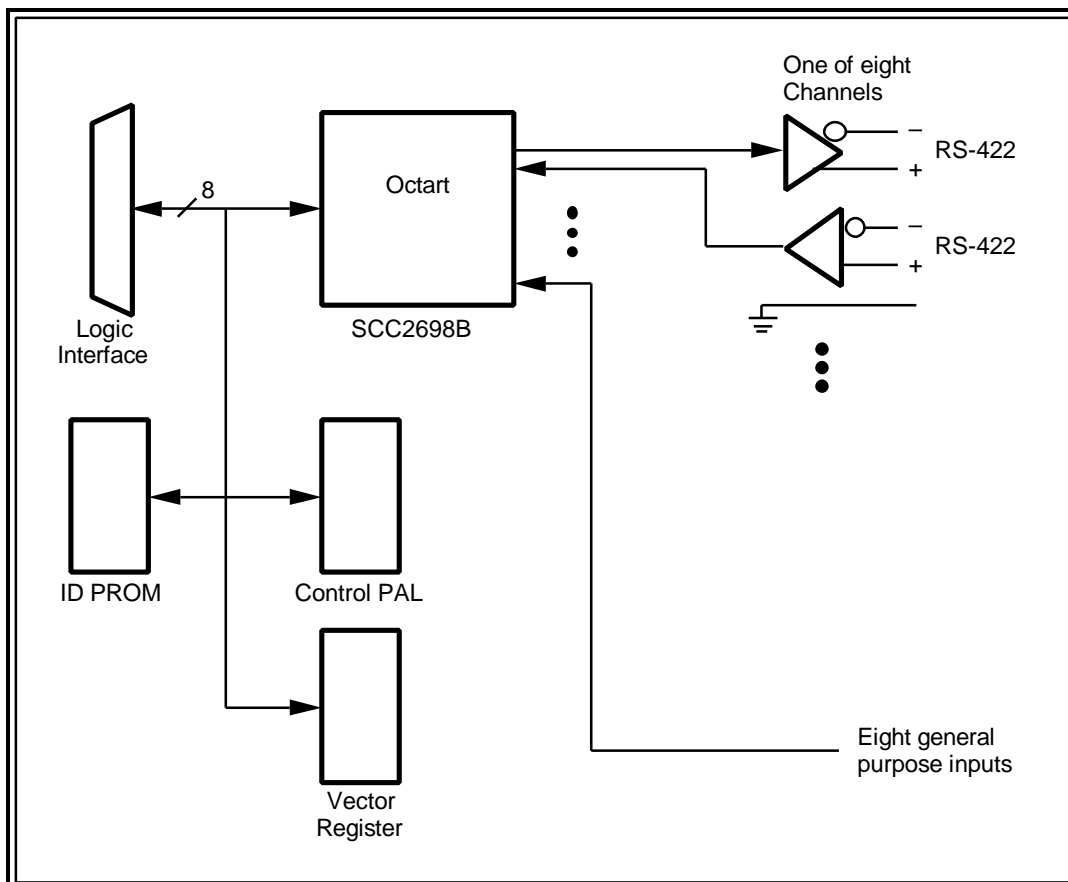 One of eight
Channels
8
Octart
–
RS-422
+
–
RS-422
+
Logic
Interface
SCC2698B
ID PROM
Control PAL
Eight general
purpose inputs
Vector
Register